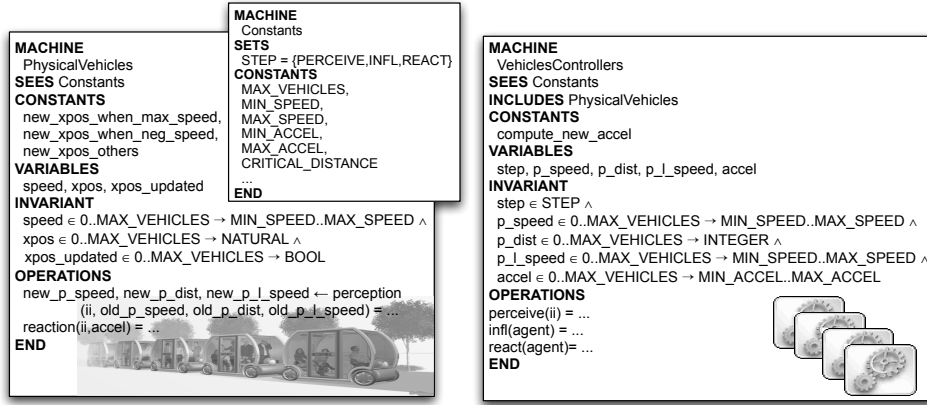 MACHINE
PhysicalVehicles
SEES Constants
CONSTANTS
new_xpos_when_max_speed,
new_xpos_when_neg_speed,
new_xpos_others
VARIABLES
speed, xpos, xpos_updated
INVARIANT
speed ∈ 0..MAX_VEHICLES → MIN_SPEED..MAX_SPEED ∧
xpos ∈ 0..MAX_VEHICLES → NATURAL ∧
xpos_updated ∈ 0..MAX_VEHICLES → BOOL
OPERATIONS
new_p_speed, new_p_dist, new_p_l_speed ← perception
(ii, old_p_speed, old_p_dist, old_p_l_speed) = ...
reaction(ii,accel) = ...
END
MACHINE
Constants
SETS
STEP = {PERCEIVE,INFL,REACT}
CONSTANTS
MAX_VEHICLES,
MIN_SPEED,
MAX_SPEED,
MIN_ACCEL,
MAX_ACCEL,
CRITICAL_DISTANCE
...
END
MACHINE
VehiclesControllers
SEES Constants
INCLUDES PhysicalVehicles
CONSTANTS
compute_new_accel
VARIABLES
step, p_speed, p_dist, p_l_speed, accel
INVARIANT
step ∈ STEP ∧
p_speed ∈ 0..MAX_VEHICLES → MIN_SPEED..MAX_SPEED ∧
p_dist ∈ 0..MAX_VEHICLES → INTEGER ∧
p_l_speed ∈ 0..MAX_VEHICLES → MIN_SPEED..MAX_SPEED ∧
accel ∈ 0..MAX_VEHICLES → MIN_ACCEL..MAX_ACCEL
OPERATIONS
perceive(ii) = ...
infl(agent) = ...
react(agent)= ...
END